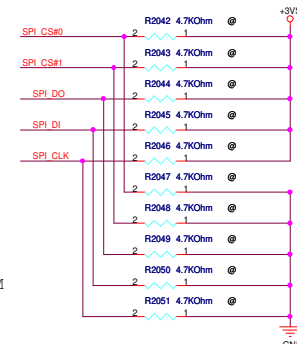 +3VS
R2042 4.7KOhm @
SPI_CS#0 2 1
R2043 4.7KOhm @
SPI_CS#1 2 1
R2044 4.7KOhm @
SPI_DO 2 1
R2045 4.7KOhm @
SPI_DI 2 1
R2046 4.7KOhm @
SPI_CLK 2 1
R2047 4.7KOhm @
2 1
R2048 4.7KOhm @
2 1
R2049 4.7KOhm @
2 1
R2050 4.7KOhm @
2 1
R2051 4.7KOhm @
2 1
GND